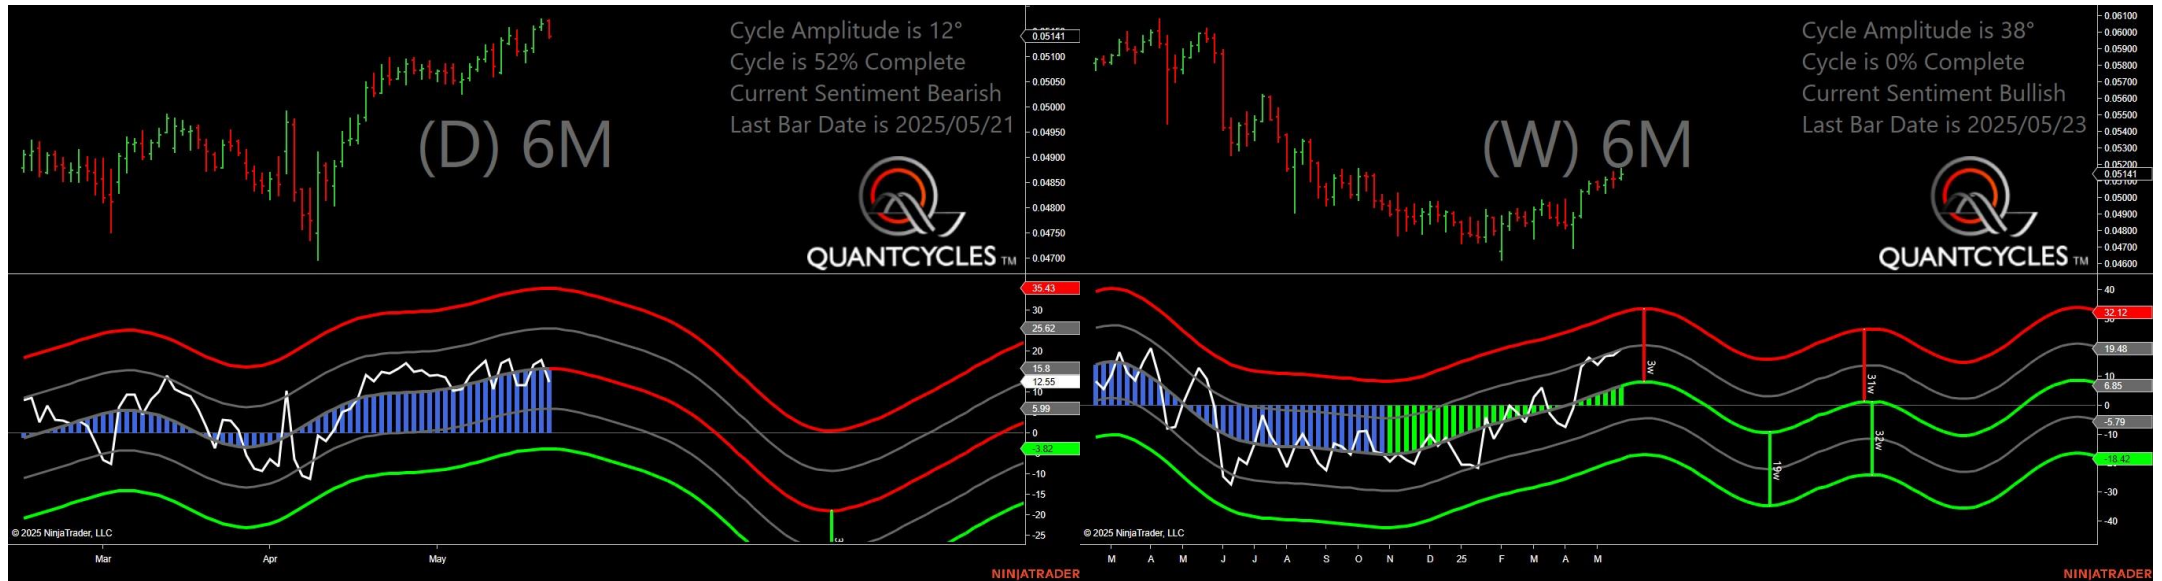 Cycle Amplitude is 12°
Cycle is 52% Complete
Current Sentiment Bearish
Last Bar Date is 2025/05/21
(D) 6M
QUANTCYCLES TM
0.05141
0.05100
0.05050
0.05000
0.04950
0.04900
0.04850
0.04800
0.04750
0.04700
35.43
30
25.62
20
15.8
12.55
10
5.99
0
-3.82
-10
-15
-20
-25
© 2025 NinjaTrader, LLC
Mar Apr May
NINJATRADER
Cycle Amplitude is 38°
Cycle is 0% Complete
Current Sentiment Bullish
Last Bar Date is 2025/05/23
(W) 6M
QUANTCYCLES TM
0.06100
0.06000
0.05900
0.05800
0.05700
0.05600
0.05500
0.05400
0.05300
0.05200
0.05141
0.05100
0.05000
0.04900
0.04800
0.04700
0.04600
40
32.12
30
19.48
10
6.85
0
-5.79
-10
-18.42
-30
-40
3w
19w
31w
32w
© 2025 NinjaTrader, LLC
M A M J J A S O N D 25 F M A M
NINJATRADER